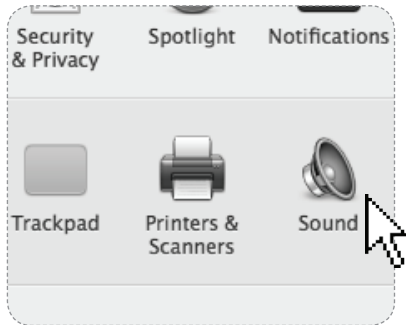 Security Spotlight Notifications
& Privacy
Trackpad Printers & Sound
Scanners